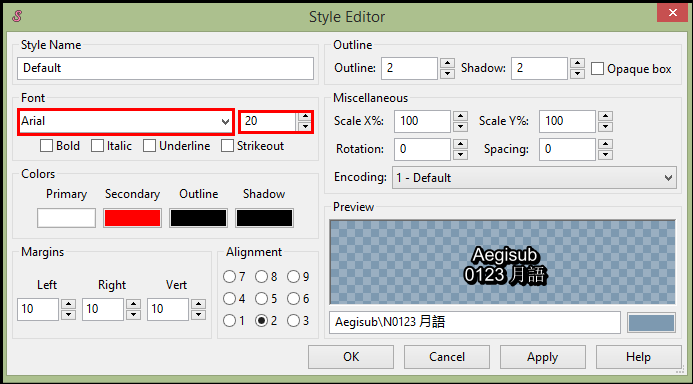 Style Editor
Style Name
Default
Font
Arial
20
Bold Italic Underline Strikeout
Colors
Primary Secondary Outline Shadow
Margins
Left Right Vert
10 10 10
Alignment
7 8 9
4 5 6
1 2 3
Outline
Outline: 2 Shadow: 2 Opaque box
Miscellaneous
Scale X%: 100 Scale Y%: 100
Rotation: 0 Spacing: 0
Encoding: 1 - Default
Preview
Aegisub
0123 月語
Aegisub\N0123 月語
OK Cancel Apply Help